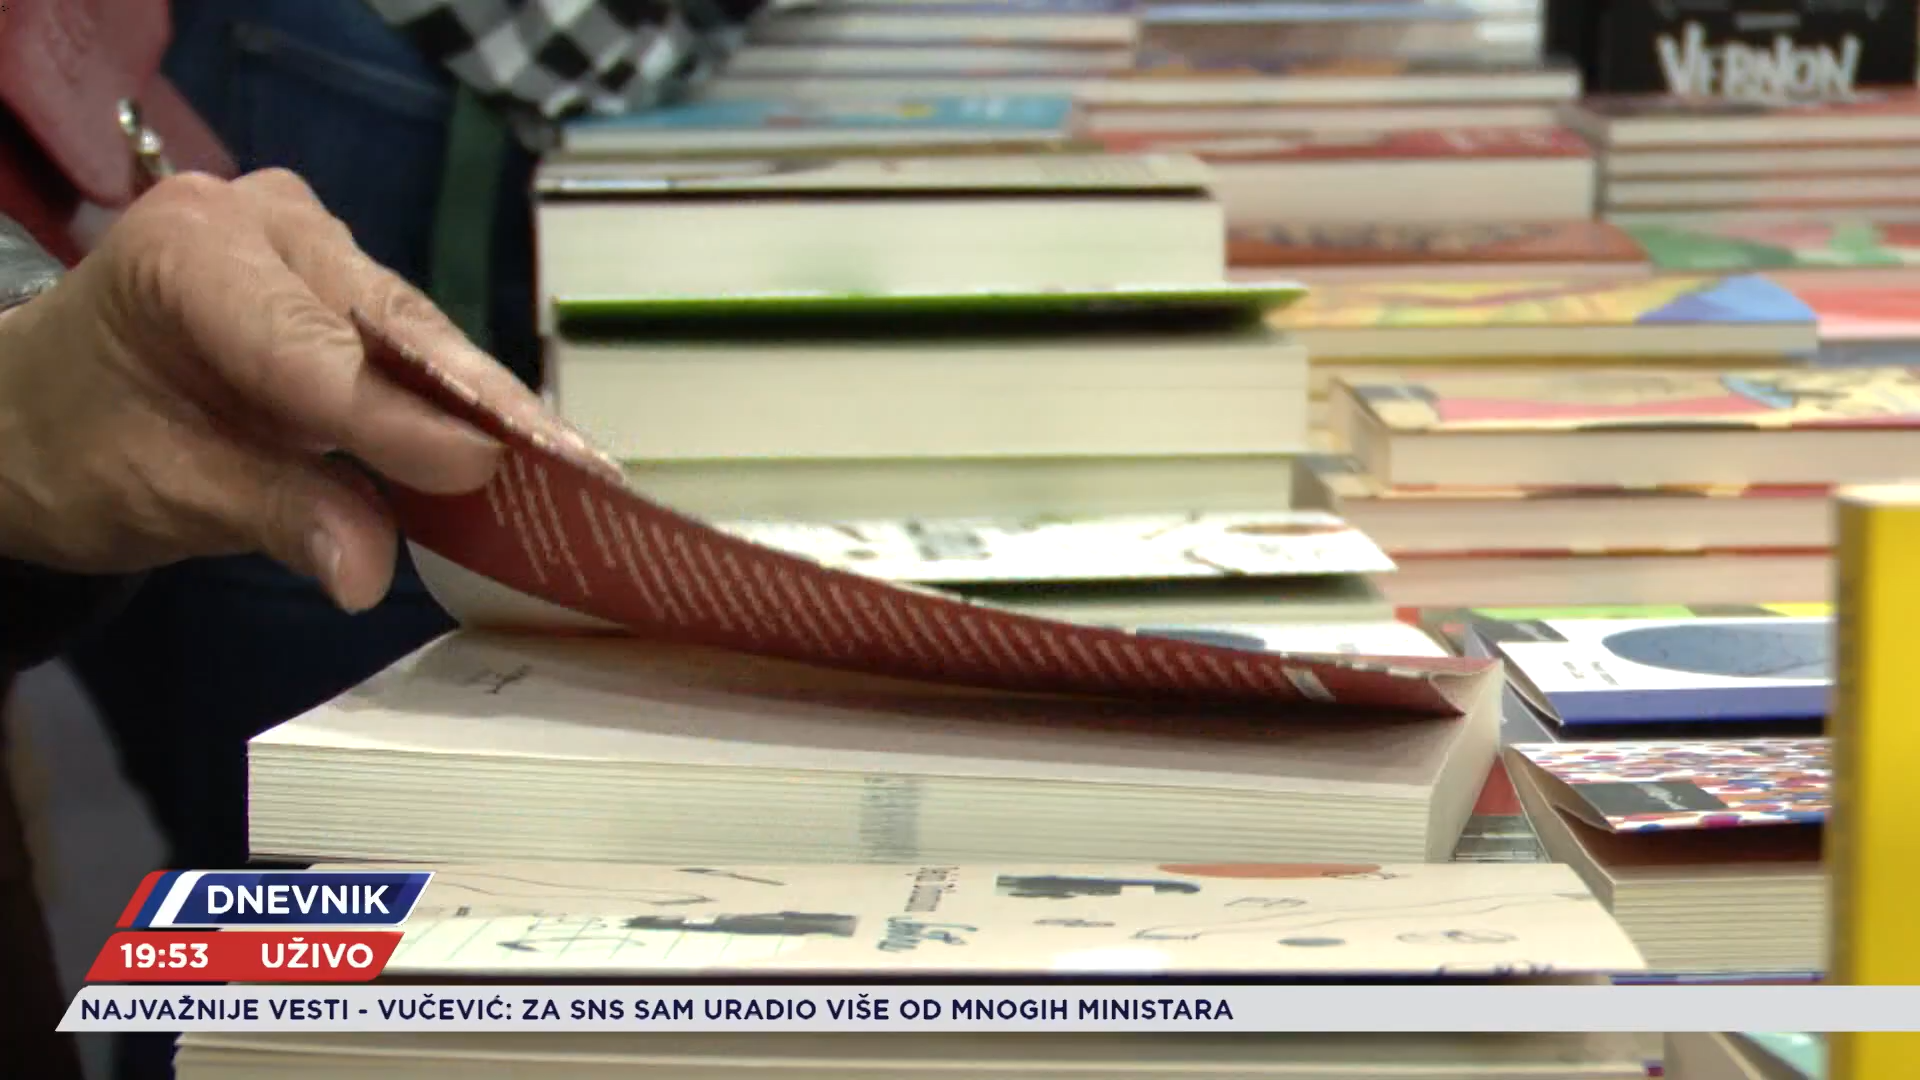 VERNON
DNEVNIK
19:53 UŽIVO
NAJVAŽNIJE VESTI - VUČEVIĆ: ZA SNS SAM URADIO VIŠE OD MNOGIH MINISTARA